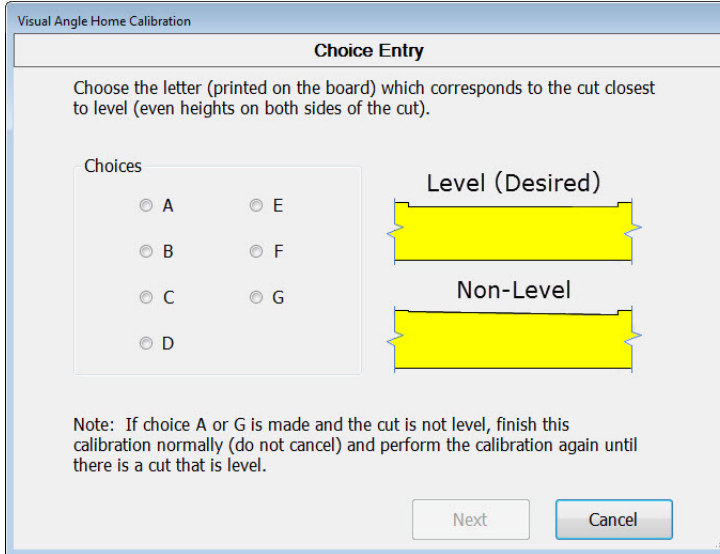 Visual Angle Home Calibration
Choice Entry
Choose the letter (printed on the board) which corresponds to the cut closest
to level (even heights on both sides of the cut).
Choices
A
E
B
F
C
G
D
Level (Desired)
Non-Level
Note: If choice A or G is made and the cut is not level, finish this
calibration normally (do not cancel) and perform the calibration again until
there is a cut that is level.
Next
Cancel